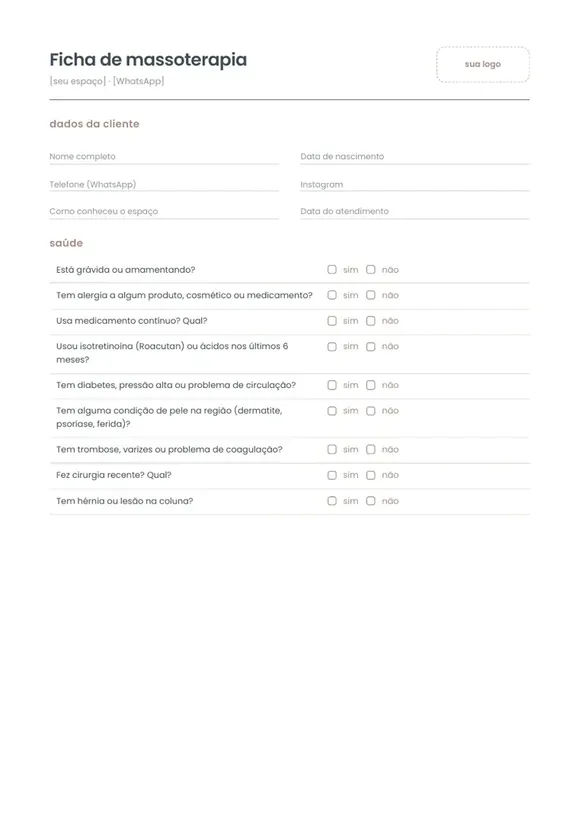 Ficha de massoterapia
[seu espaço] · [WhatsApp]
sua logo
dados da cliente
Nome completo
Data de nascimento
Telefone (WhatsApp)
Instagram
Como conheceu o espaço
Data do atendimento
saúde
Está grávida ou amamentando? sim não
Tem alergia a algum produto, cosmético ou medicamento? sim não
Usa medicamento contínuo? Qual? sim não
Usou isotretinoína (Roacutan) ou ácidos nos últimos 6 sim não
meses?
Tem diabetes, pressão alta ou problema de circulação? sim não
Tem alguma condição de pele na região (dermatite, sim não
psoríase, ferida)?
Tem trombose, varizes ou problema de coagulação? sim não
Fez cirurgia recente? Qual? sim não
Tem hérnia ou lesão na coluna? sim não